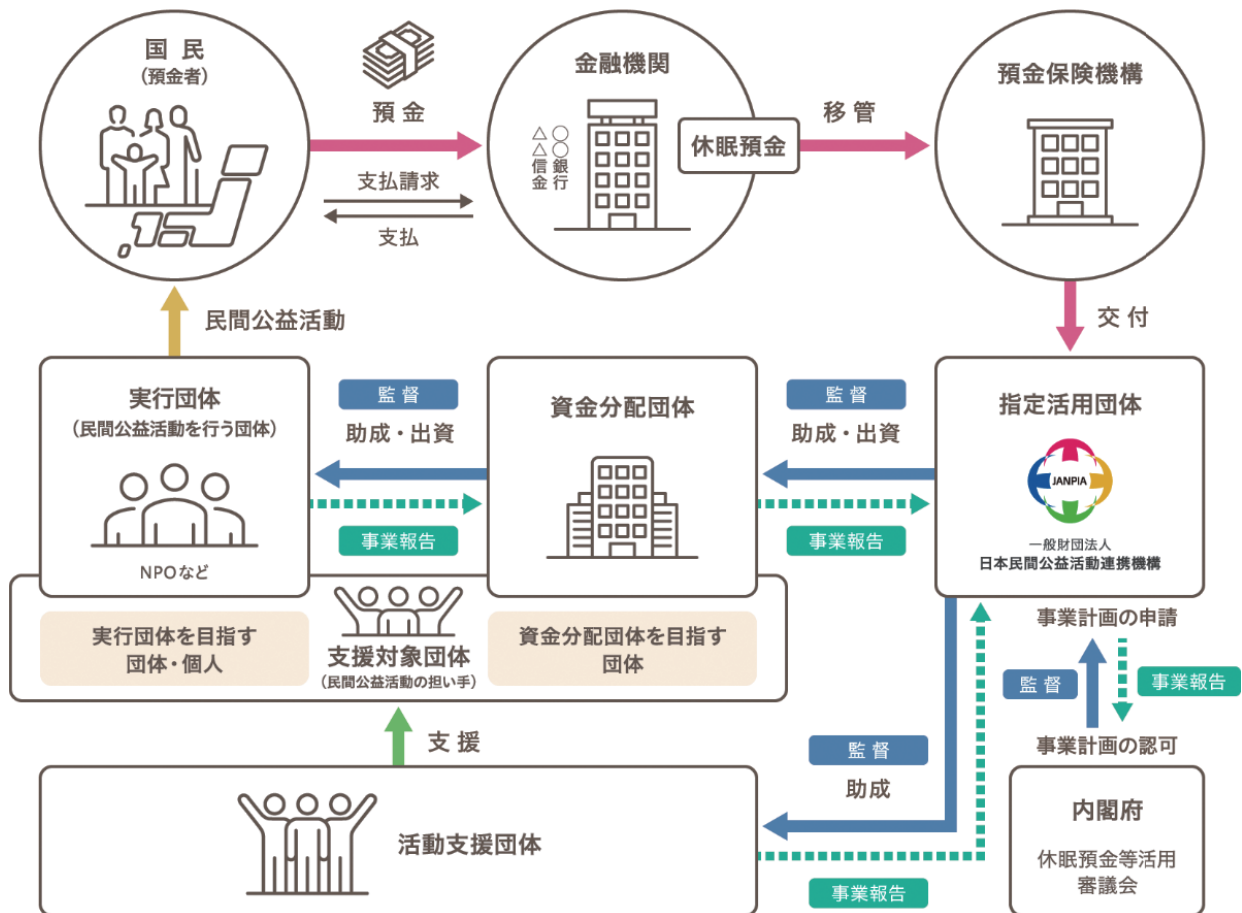 国 民
(預金者)
預 金
支払請求
支払
金融機関
○○銀行
△△信金
休眠預金
移 管
預金保険機構
民間公益活動
交 付
実行団体
(民間公益活動を行う団体)
NPOなど
監 督
助成・出資
事業報告
資金分配団体
監 督
助成・出資
事業報告
指定活用団体
JANPIA
一般財団法人
日本民間公益活動連携機構
実行団体を目指す
団体・個人
支援対象団体
(民間公益活動の担い手)
資金分配団体を目指す
団体
事業計画の申請
監 督
事業報告
事業計画の認可
支 援
監 督
助成
活動支援団体
事業報告
内閣府
休眠預金等活用
審議会